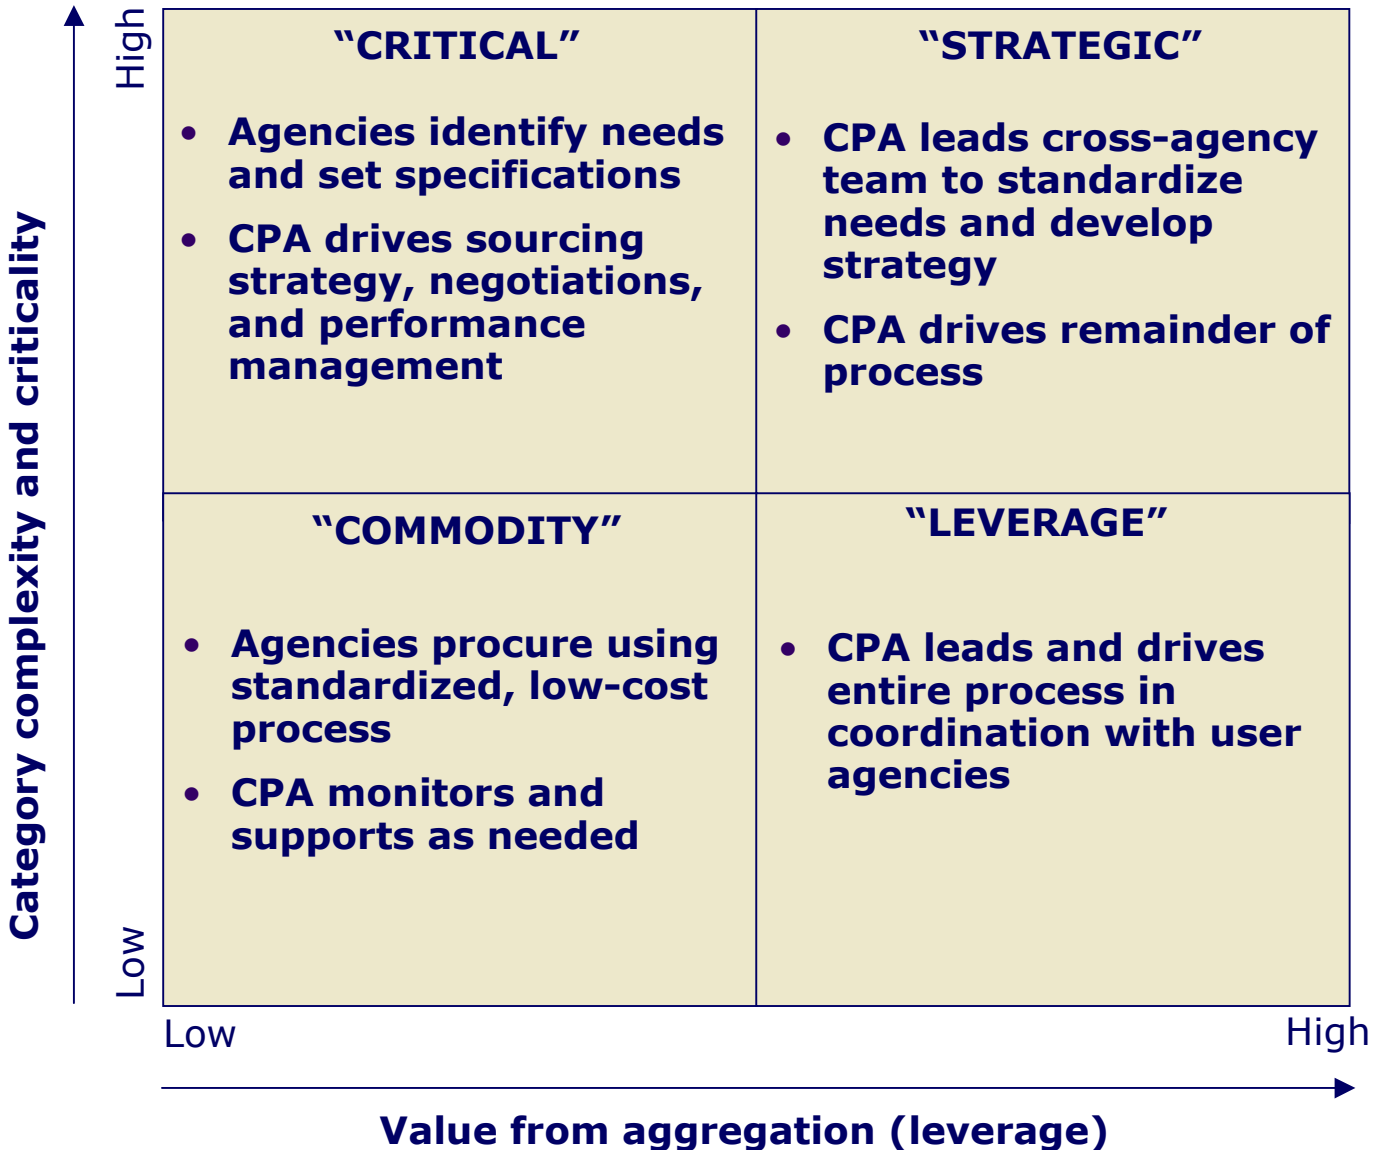 Category complexity and criticality
High
“CRITICAL”
• Agencies identify needs
and set specifications
• CPA drives sourcing
strategy, negotiations,
and performance
management
“STRATEGIC”
• CPA leads cross-agency
team to standardize
needs and develop
strategy
• CPA drives remainder of
process
“COMMODITY”
• Agencies procure using
standardized, low-cost
process
• CPA monitors and
supports as needed
“LEVERAGE”
• CPA leads and drives
entire process in
coordination with user
agencies
Low
Low
High
Value from aggregation (leverage)